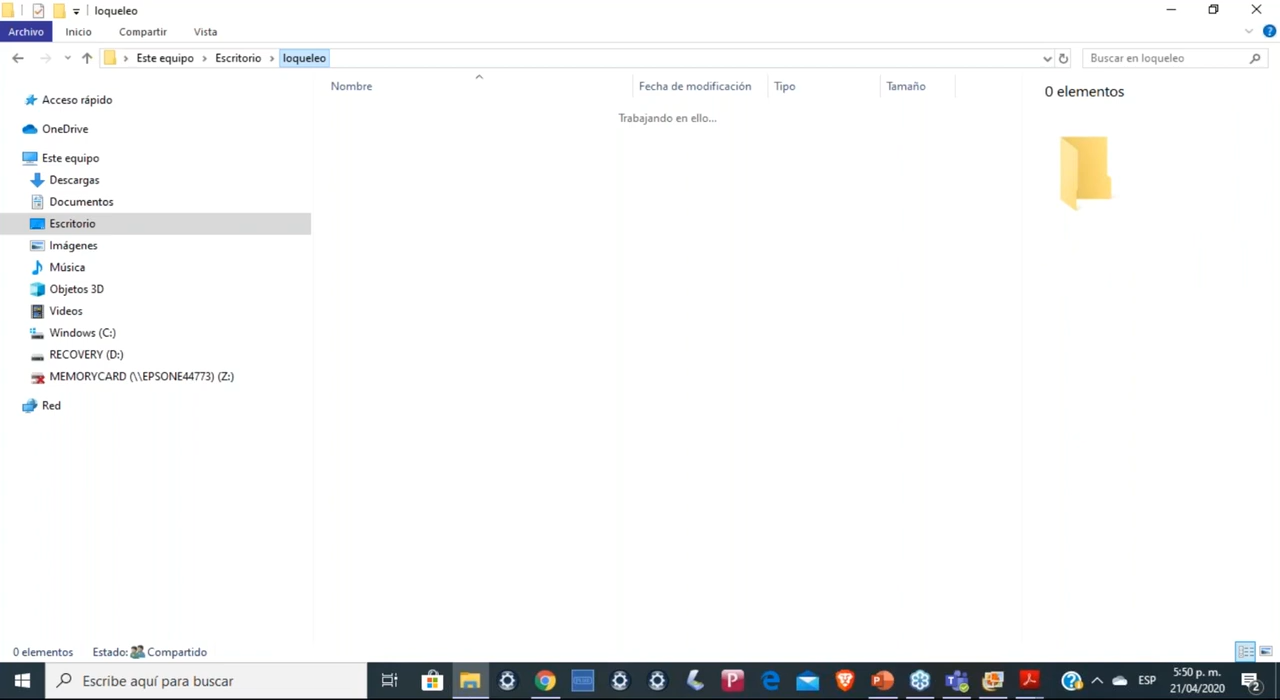 loqueleo
Archivo Inicio Compartir Vista
Este equipo Escritorio loqueleo Buscar en loqueleo
Nombre Fecha de modificación Tipo Tamaño
0 elementos
Trabajando en ello...
Acceso rápido
OneDrive
Este equipo
Descargas
Documentos
Escritorio
Imágenes
Música
Objetos 3D
Videos
Windows (C:)
RECOVERY (D:)
MEMORYCARD (\\EPSONE44773) (Z:)
Red
0 elementos Estado: Compartido
Escribe aquí para buscar
ESP
5:50 p. m.
21/04/2020
2